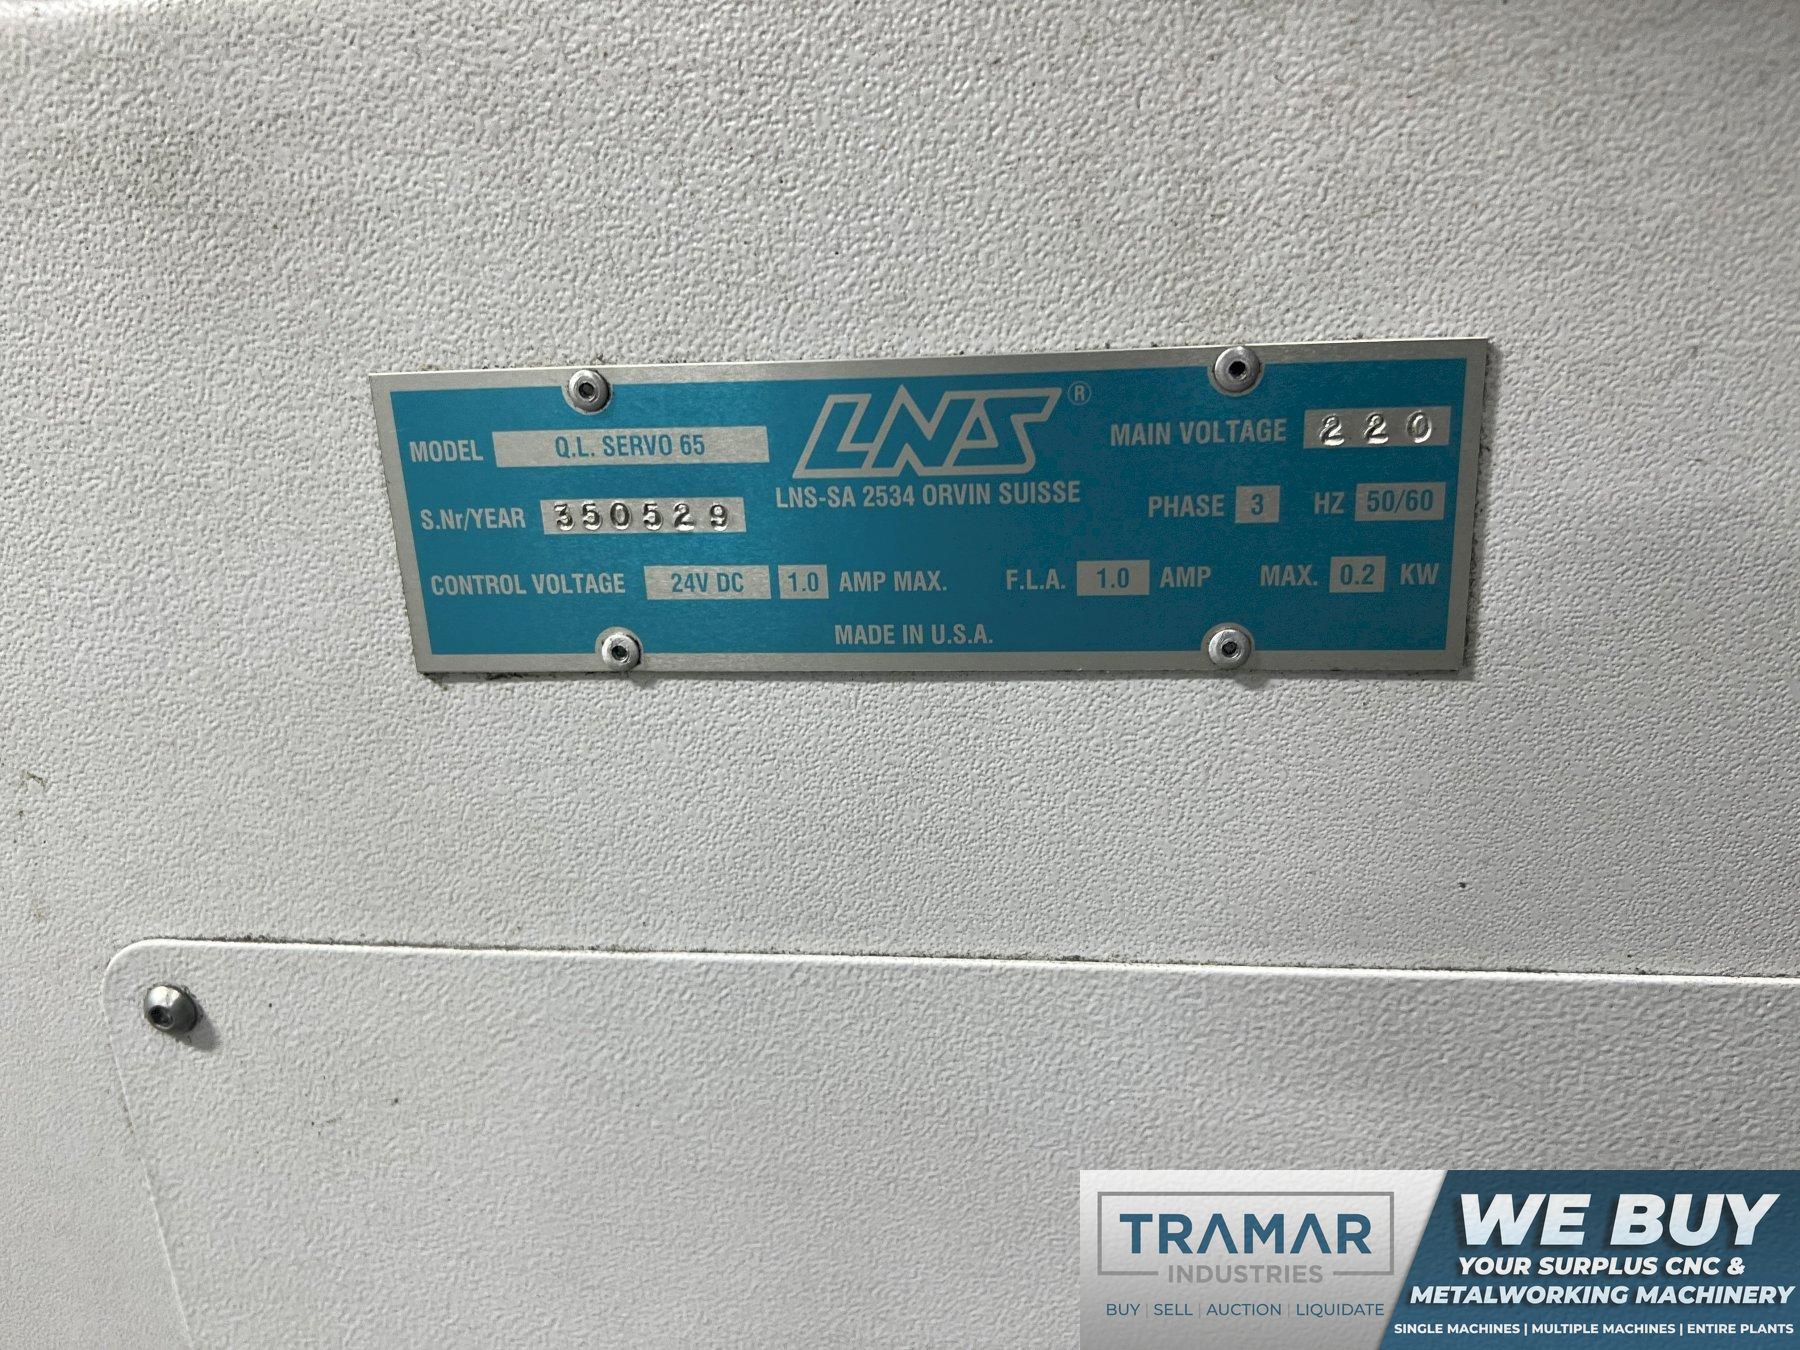 MODEL Q.L. SERVO 65
LNS®
MAIN VOLTAGE 220
S.Nr/YEAR 350529
LNS-SA 2534 ORVIN SUISSE
PHASE 3 HZ 50/60
CONTROL VOLTAGE 24V DC 1.0 AMP MAX. F.L.A. 1.0 AMP MAX. 0.2 KW
MADE IN U.S.A.
TRAMAR
INDUSTRIES
BUY | SELL | AUCTION | LIQUIDATE
WE BUY
YOUR SURPLUS CNC &
METALWORKING MACHINERY
SINGLE MACHINES | MULTIPLE MACHINES | ENTIRE PLANTS